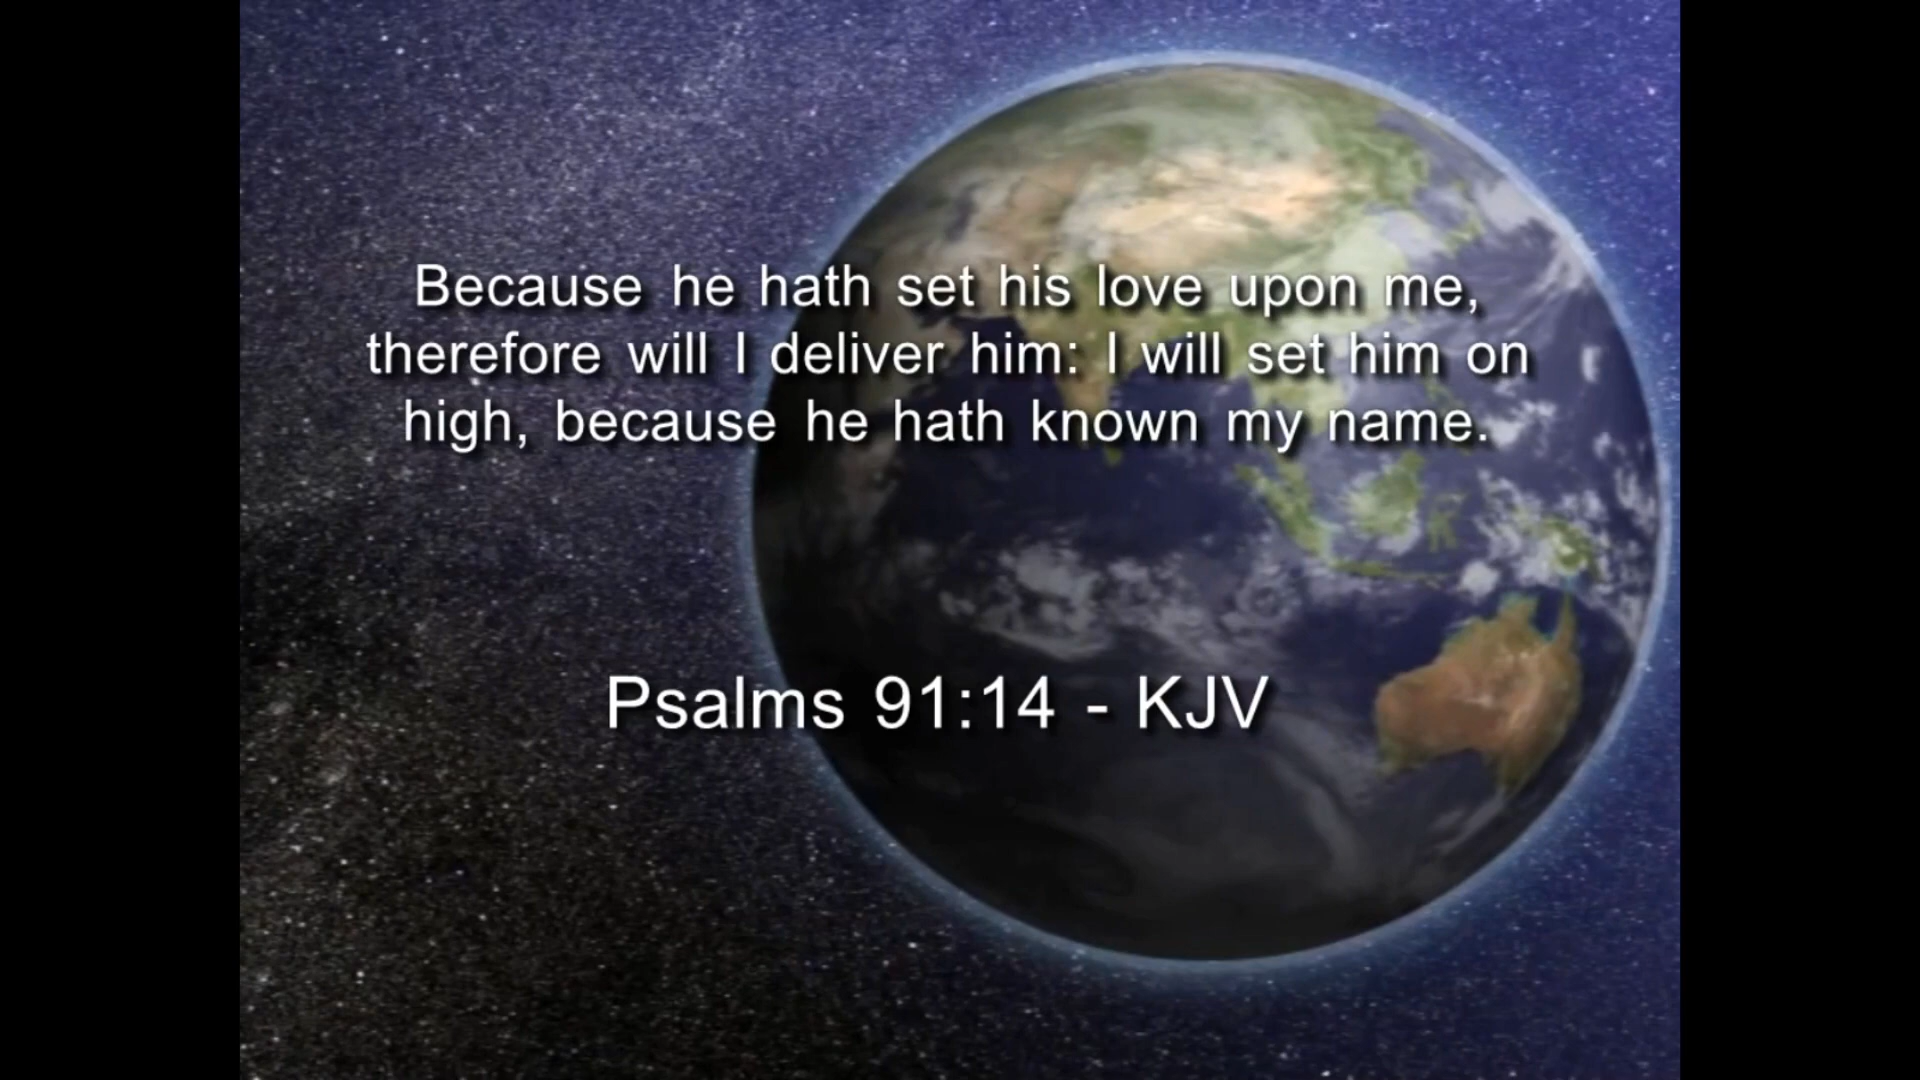 Because he hath set his love upon me,
therefore will I deliver him: I will set him on
high, because he hath known my name.
Psalms 91:14 - KJV